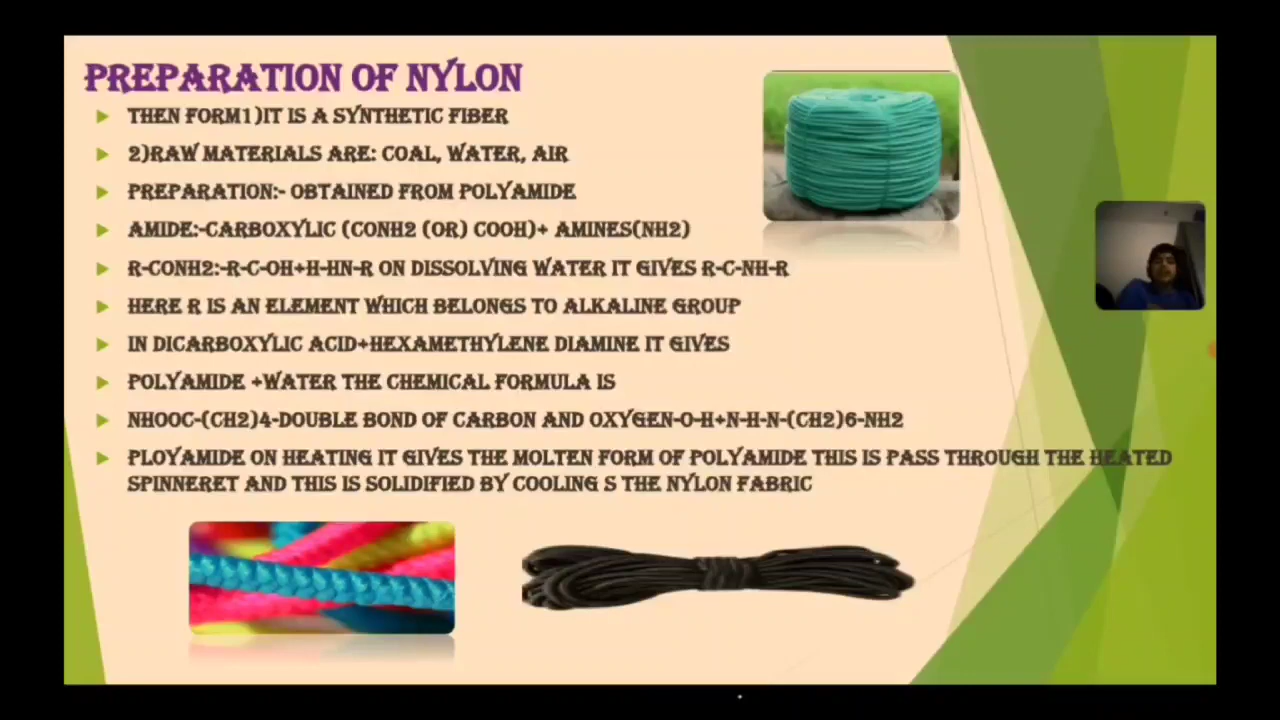 PREPARATION OF NYLON
THEN FORM1)IT IS A SYNTHETIC FIBER
2)RAW MATERIALS ARE: COAL, WATER, AIR
PREPARATION:- OBTAINED FROM POLYAMIDE
AMIDE:-CARBOXYLIC (CONH2 (OR) COOH)+ AMINES(NH2)
R-CONH2:-R-C-OH+H-HN-R ON DISSOLVING WATER IT GIVES R-C-NH-R
HERE R IS AN ELEMENT WHICH BELONGS TO ALKALINE GROUP
IN DICARBOXYLIC ACID+HEXAMETHYLENE DIAMINE IT GIVES
POLYAMIDE +WATER THE CHEMICAL FORMULA IS
NHOOC-(CH2)4-DOUBLE BOND OF CARBON AND OXYGEN-O-H+N-H-N-(CH2)6-NH2
PLOYAMIDE ON HEATING IT GIVES THE MOLTEN FORM OF POLYAMIDE THIS IS PASS THROUGH THE HEATED
SPINNERET AND THIS IS SOLIDIFIED BY COOLING S THE NYLON FABRIC